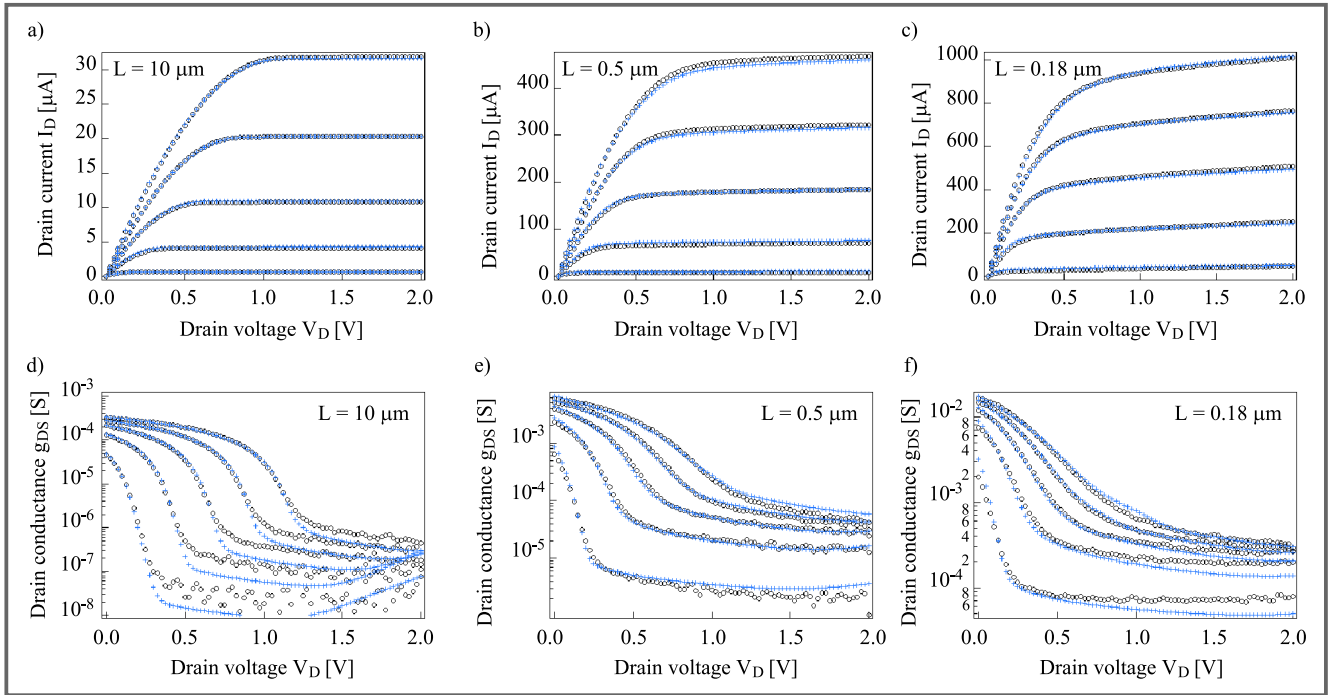 a)
L = 10 µm
Drain current I_D [µA]
30
25
20
15
10
5
0
0.0 0.5 1.0 1.5 2.0
Drain voltage V_D [V]
b)
L = 0.5 µm
Drain current I_D [µA]
400
300
200
100
0
0.0 0.5 1.0 1.5 2.0
Drain voltage V_D [V]
c)
L = 0.18 µm
Drain current I_D [µA]
1000
800
600
400
200
0
0.0 0.5 1.0 1.5 2.0
Drain voltage V_D [V]
d)
L = 10 µm
Drain conductance g_DS [S]
10^-3
10^-4
10^-5
10^-6
10^-7
10^-8
0.0 0.5 1.0 1.5 2.0
Drain voltage V_D [V]
e)
L = 0.5 µm
Drain conductance g_DS [S]
10^-3
10^-4
10^-5
0.0 0.5 1.0 1.5 2.0
Drain voltage V_D [V]
f)
L = 0.18 µm
Drain conductance g_DS [S]
10^-2
8
6
4
2
10^-3
8
6
4
2
10^-4
8
6
0.0 0.5 1.0 1.5 2.0
Drain voltage V_D [V]